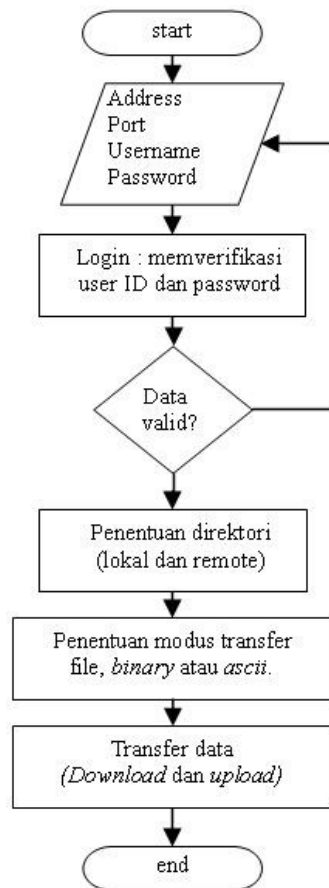 start
Address
Port
Username
Password
Login : memverifikasi
user ID dan password
Data
valid?
Penentuan direktori
(lokal dan remote)
Penentuan modus transfer
file, binary atau ascii.
Transfer data
(Download dan upload)
end